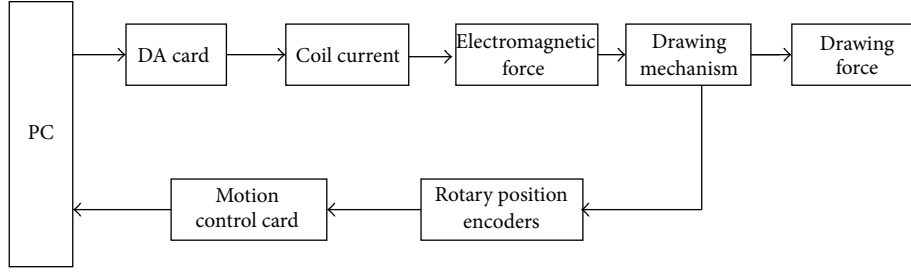 PC
DA card
Coil current
Electromagnetic
force
Drawing
mechanism
Drawing
force
Motion
control card
Rotary position
encoders